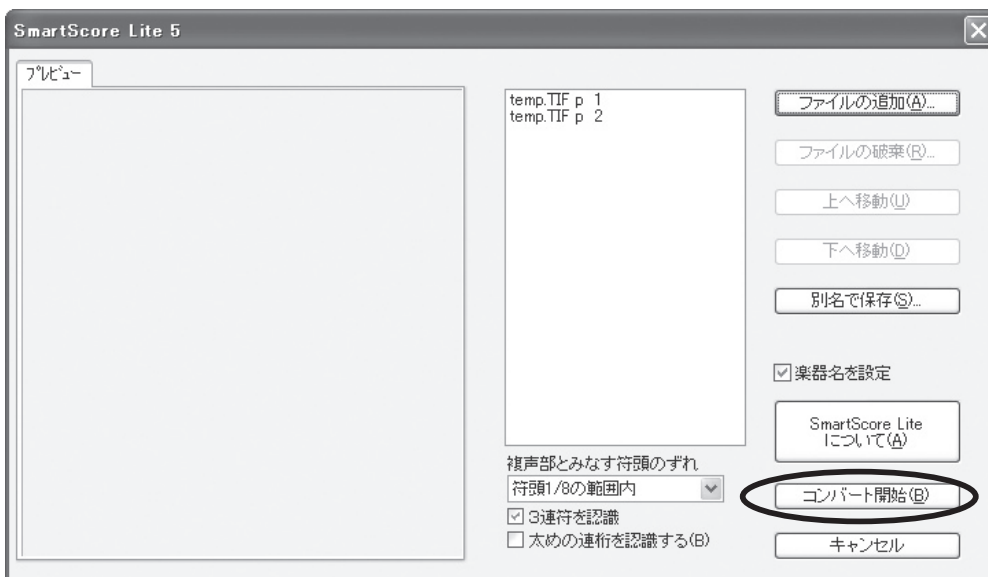 SmartScore Lite 5
プレビュー
temp.TIF p 1
temp.TIF p 2
複声部とみなす符頭のずれ
符頭1/8の範囲内
3連符を認識
太めの連桁を認識する(B)
ファイルの追加(A)...
ファイルの破棄(R)...
上へ移動(U)
下へ移動(D)
別名で保存(S)...
楽器名を設定
SmartScore Lite
について(A)
コンバート開始(B)
キャンセル